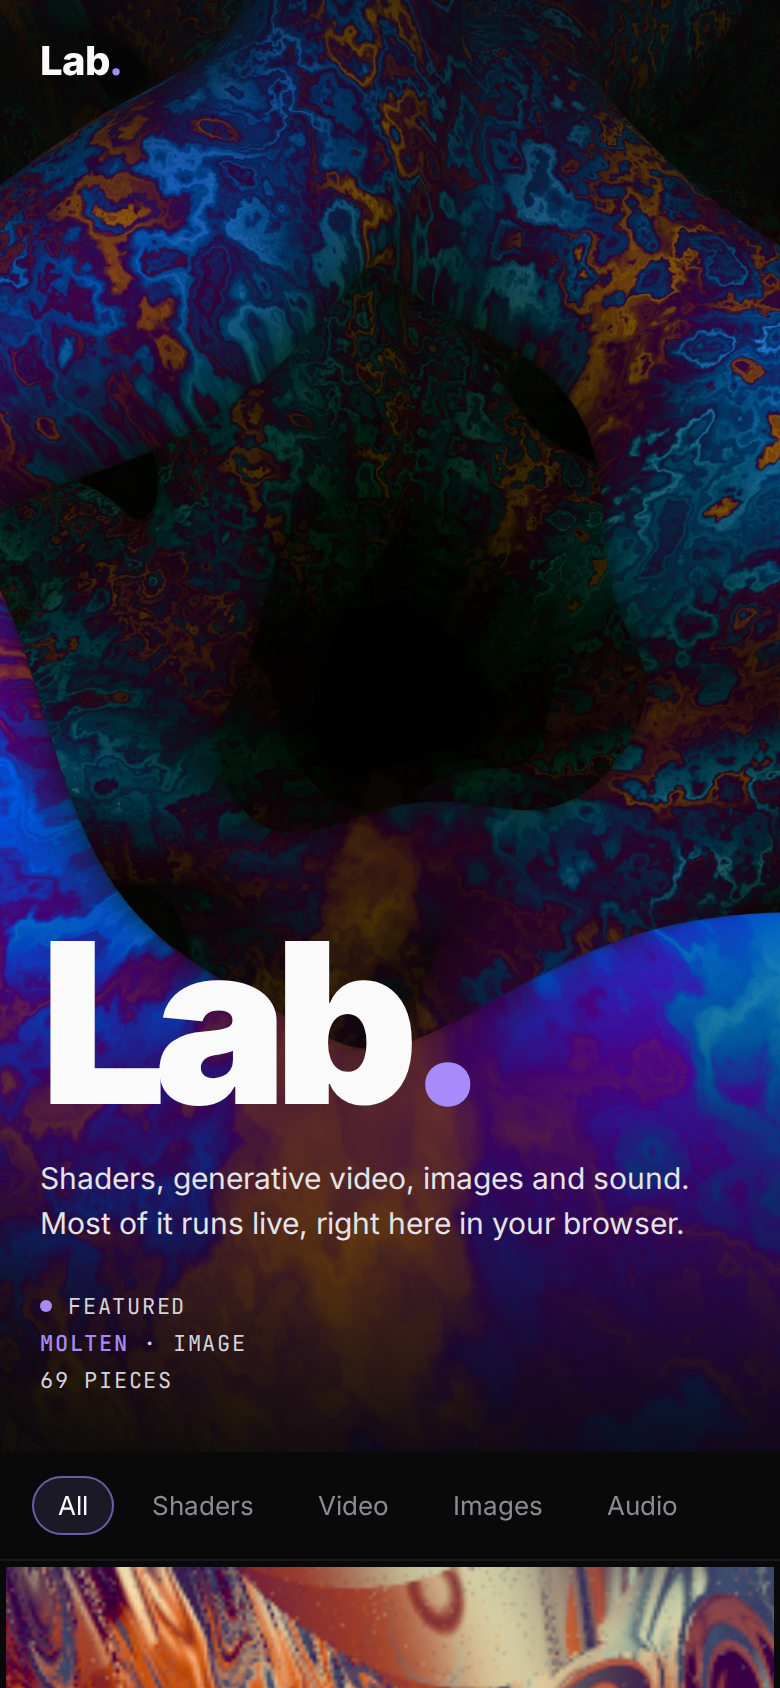 Lab.
Lab.
Shaders, generative video, images and sound.
Most of it runs live, right here in your browser.
FEATURED
MOLTEN · IMAGE
69 PIECES
All Shaders Video Images Audio